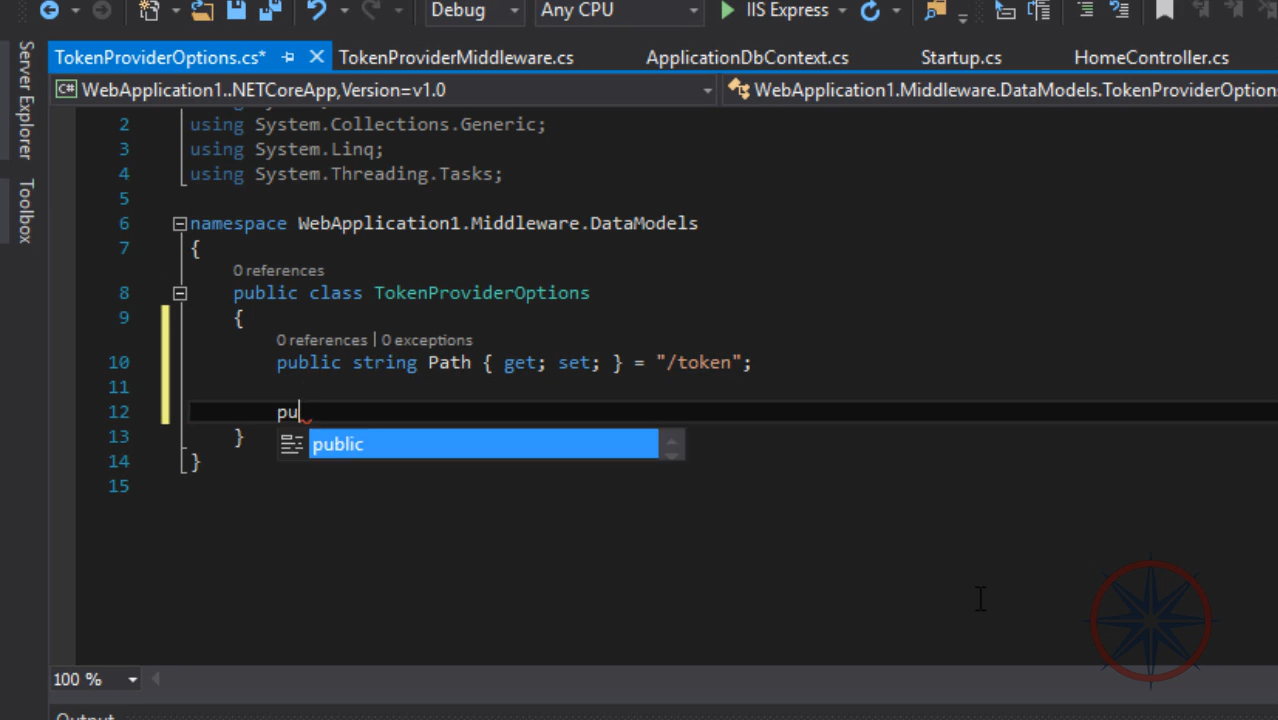 Debug Any CPU IIS Express
TokenProviderOptions.cs* TokenProviderMiddleware.cs ApplicationDbContext.cs Startup.cs HomeController.cs
C# WebApplication1..NETCoreApp,Version=v1.0 WebApplication1.Middleware.DataModels.TokenProviderOptions
Server Explorer
Toolbox
2 using System.Collections.Generic;
3 using System.Linq;
4 using System.Threading.Tasks;
5
6 namespace WebApplication1.Middleware.DataModels
7 {
0 references
8 public class TokenProviderOptions
9 {
0 references | 0 exceptions
10 public string Path { get; set; } = "/token";
11
12 pu
public
13 }
14 }
15
100 %
Output